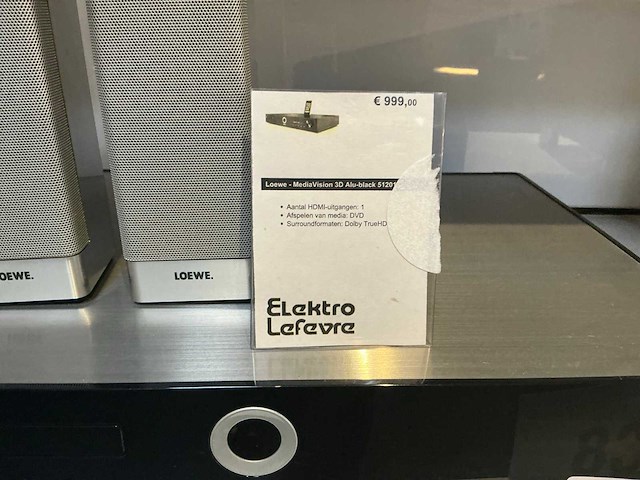 € 999,00
Loewe - MediaVision 3D Alu-black 5120
• Aantal HDMI-uitgangen: 1
• Afspelen van media: DVD
• Surroundformaten: Dolby TrueHD
OEWE.
LOEWE.
ELektro
Lefevre